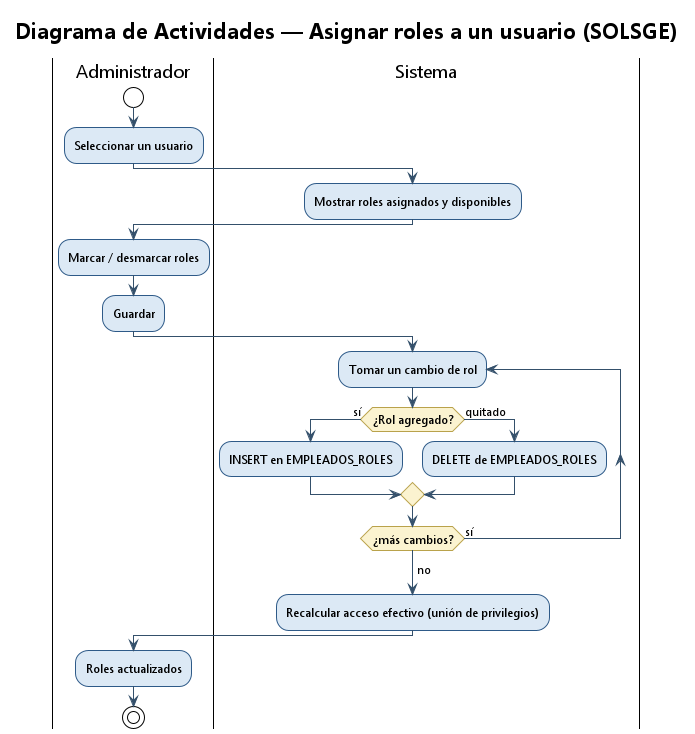 Diagrama de Actividades — Asignar roles a un usuario (SOLSGE)
Administrador
Sistema
Seleccionar un usuario
Mostrar roles asignados y disponibles
Marcar / desmarcar roles
Guardar
Tomar un cambio de rol
sí
¿Rol agregado?
quitado
INSERT en EMPLEADOS_ROLES
DELETE de EMPLEADOS_ROLES
¿más cambios?
sí
no
Recalcular acceso efectivo (unión de privilegios)
Roles actualizados